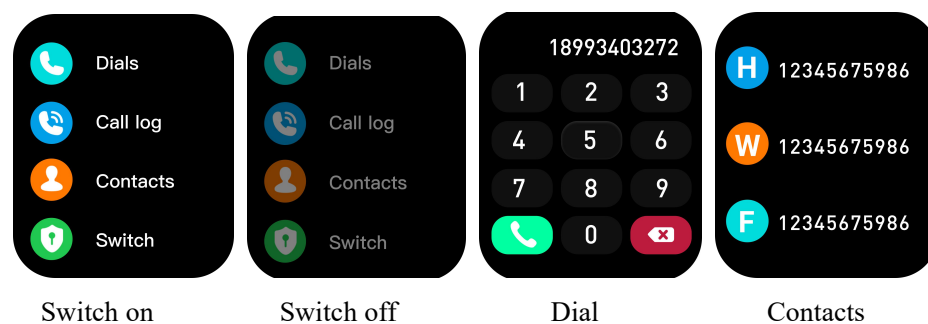 Dials
Call log
Contacts
Switch
Dials
Call log
Contacts
Switch
18993403272
1 2 3
4 5 6
7 8 9
0
H 12345675986
W 12345675986
F 12345675986
Switch on
Switch off
Dial
Contacts